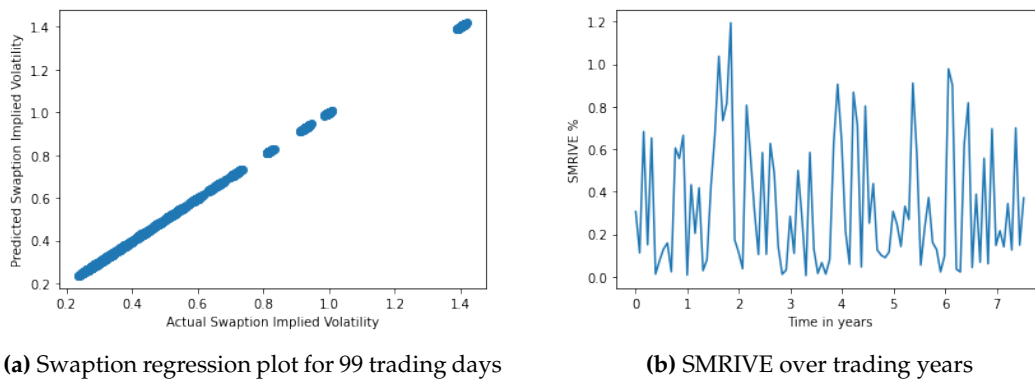 1.4
1.2
1.0
0.8
0.6
0.4
0.2
Predicted Swaption Implied Volatility
0.2 0.4 0.6 0.8 1.0 1.2 1.4
Actual Swaption Implied Volatility
(a) Swaption regression plot for 99 trading days
1.2
1.0
0.8
0.6
0.4
0.2
0.0
SMRIVE %
0 1 2 3 4 5 6 7
Time in years
(b) SMRIVE over trading years